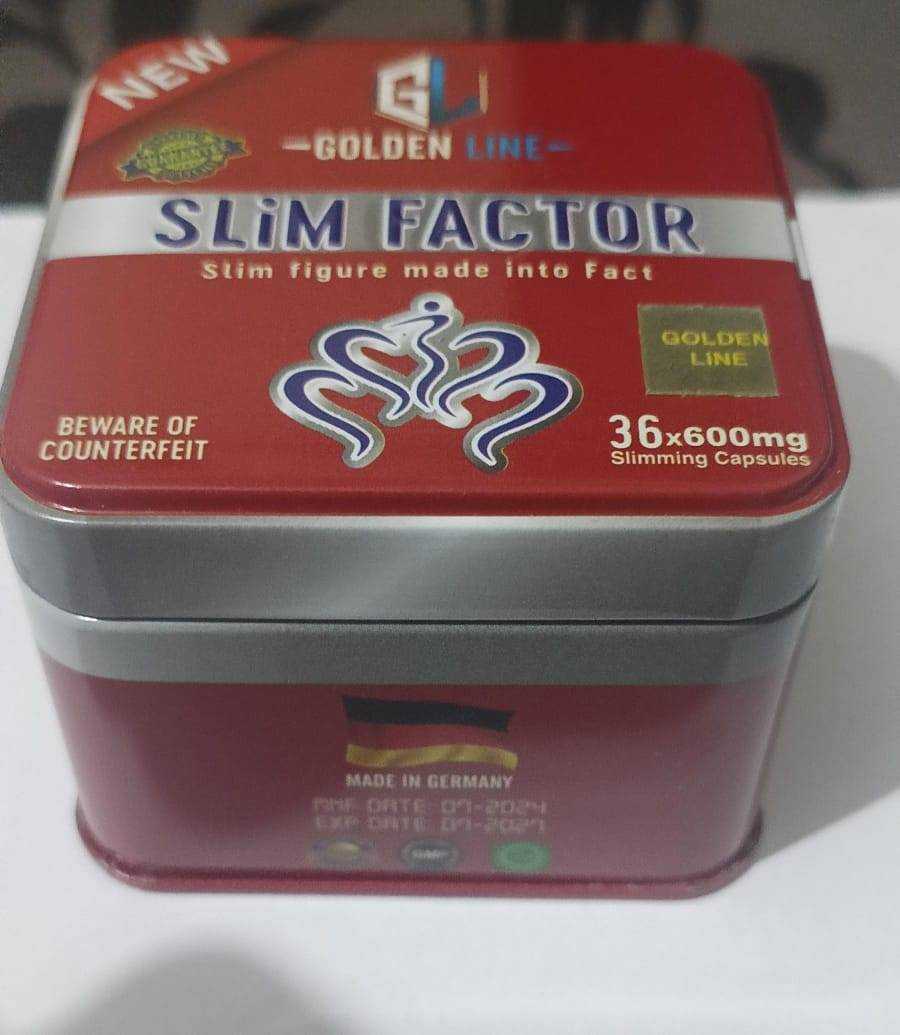 NEW
GL
GOLDEN LINE
SLiM FACTOR
Slim figure made into Fact
GOLDEN
LiNE
BEWARE OF
COUNTERFEIT
36x600mg
Slimming Capsules
MADE IN GERMANY
DATE 07-2024
EXP DATE 07-2027
GMP